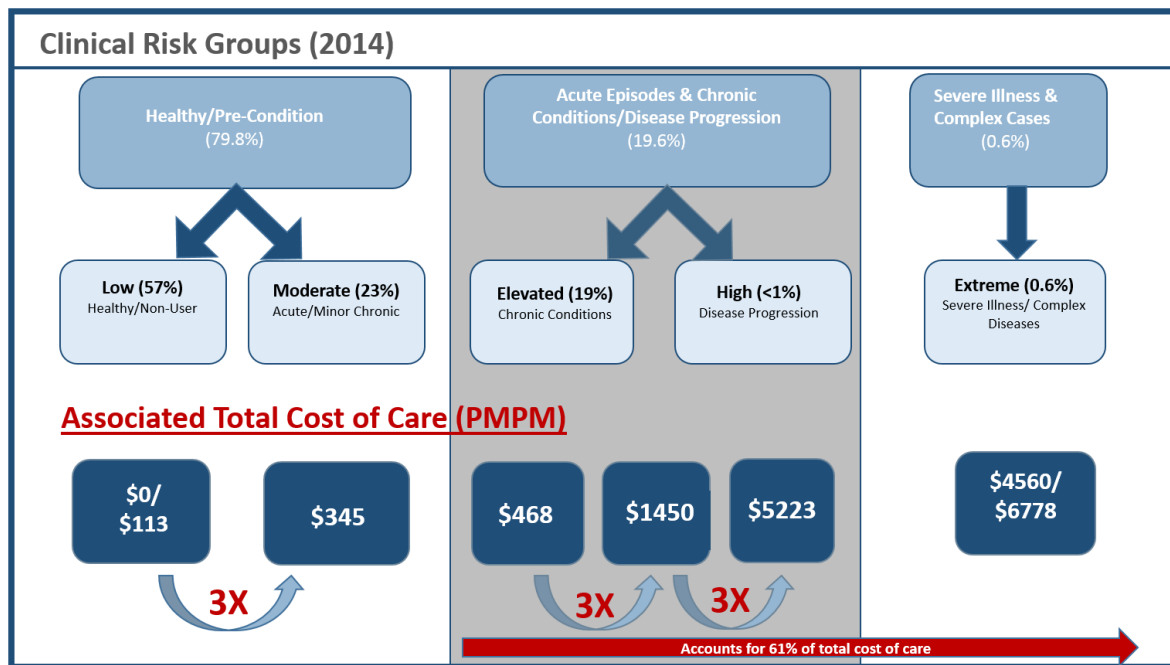 Clinical Risk Groups (2014)
Healthy/Pre-Condition
(79.8%)
Acute Episodes & Chronic
Conditions/Disease Progression
(19.6%)
Severe Illness &
Complex Cases
(0.6%)
Low (57%)
Healthy/Non-User
Moderate (23%)
Acute/Minor Chronic
Elevated (19%)
Chronic Conditions
High (<1%)
Disease Progression
Extreme (0.6%)
Severe Illness/ Complex
Diseases
Associated Total Cost of Care (PMPM)
$0/
$113
$345
$468
$1450
$5223
$4560/
$6778
3X
3X
3X
Accounts for 61% of total cost of care